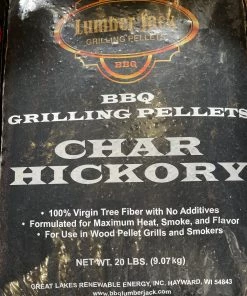 Lumber Jack
GRILLING PELLETS
BBQ
BBQ
GRILLING PELLETS
CHAR
HICKORY
• 100% Virgin Tree Fiber with No Additives
• Formulated for Maximum Heat, Smoke, and Flavor
• For Use in Wood Pellet Grills and Smokers
NET WT. 20 LBS. (9.07kg)
GREAT LAKES RENEWABLE ENERGY, INC. HAYWARD, WI 54843
www.bbqlumberjack.com